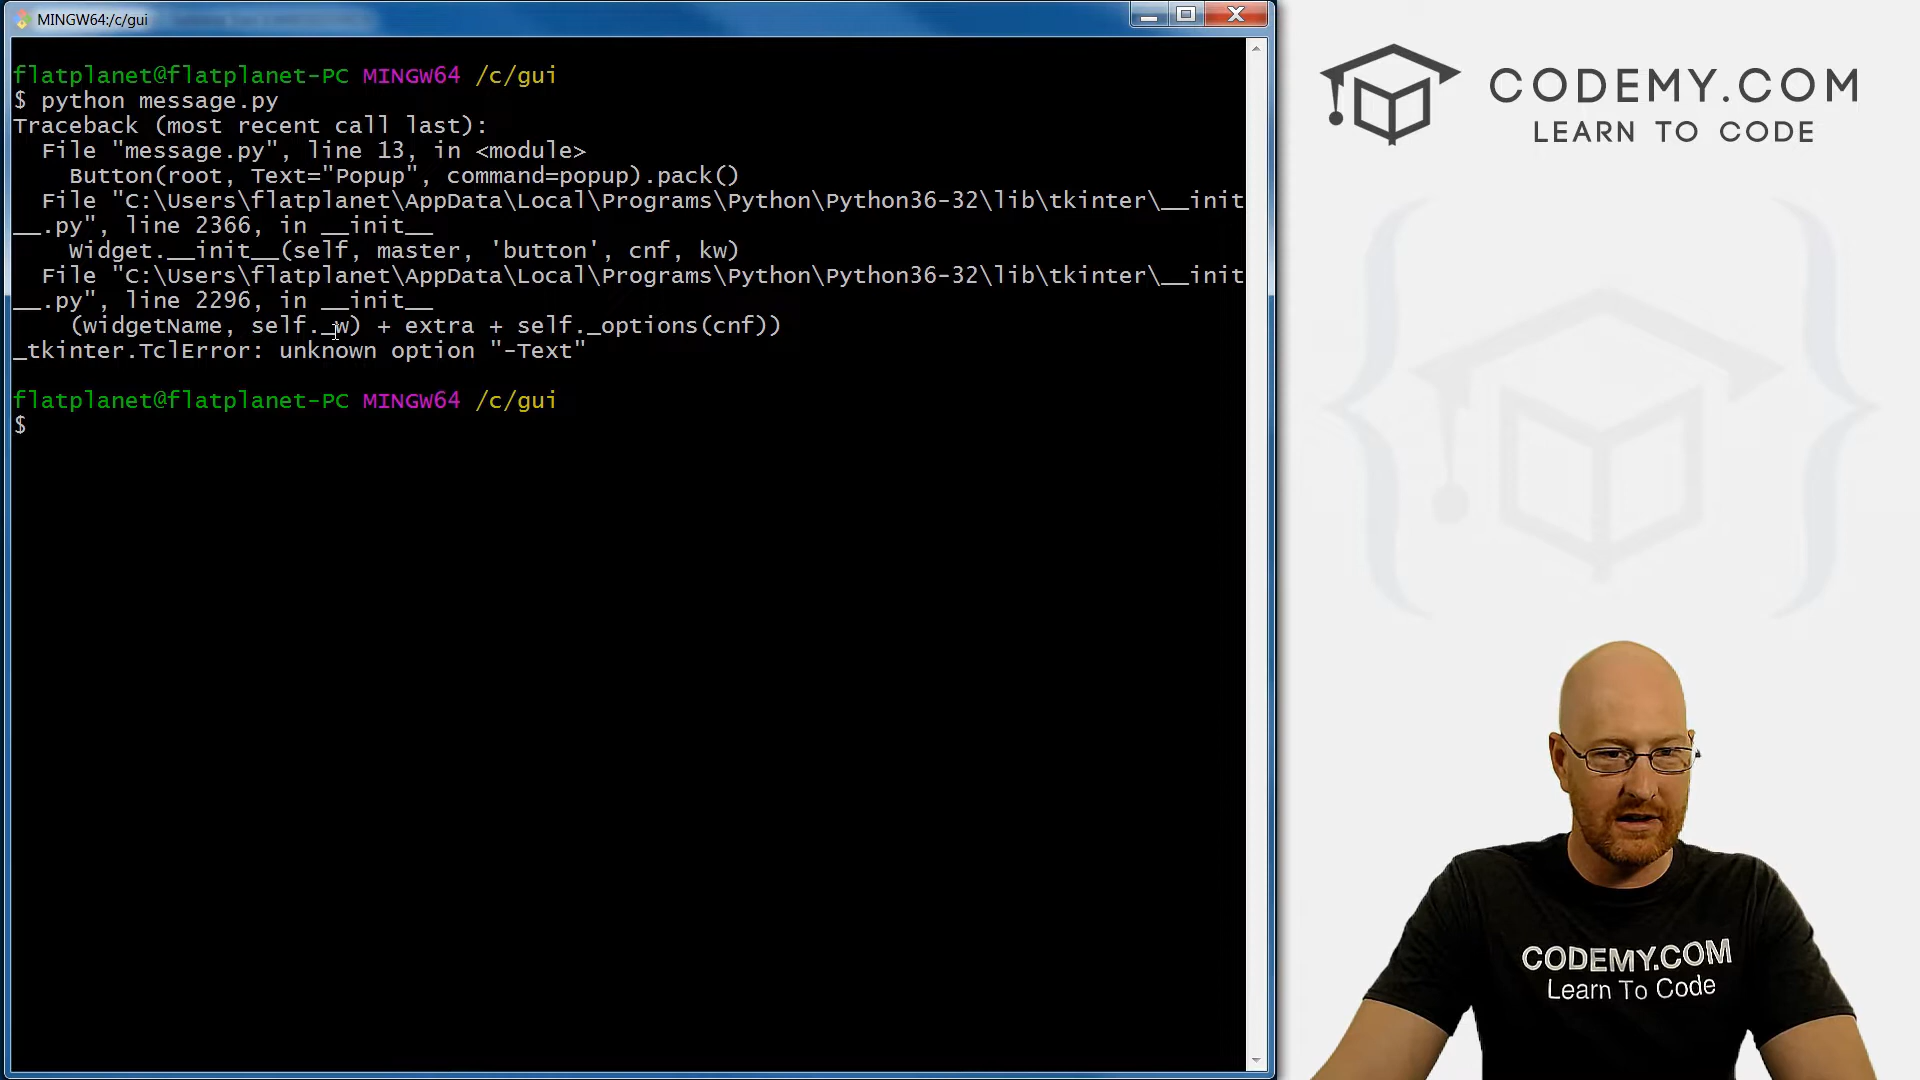 MINGW64:/c/gui
flatplanet@flatplanet-PC MINGW64 /c/gui
$ python message.py
Traceback (most recent call last):
  File "message.py", line 13, in <module>
    Button(root, Text="Popup", command=popup).pack()
  File "C:\Users\flatplanet\AppData\Local\Programs\Python\Python36-32\lib\tkinter\__init
__.py", line 2366, in __init__
    Widget.__init__(self, master, 'button', cnf, kw)
  File "C:\Users\flatplanet\AppData\Local\Programs\Python\Python36-32\lib\tkinter\__init
__.py", line 2296, in __init__
    (widgetName, self._w) + extra + self._options(cnf))
_tkinter.TclError: unknown option "-Text"
flatplanet@flatplanet-PC MINGW64 /c/gui
$
CODEMY.COM
LEARN TO CODE
CODEMY.COM
Learn To Code